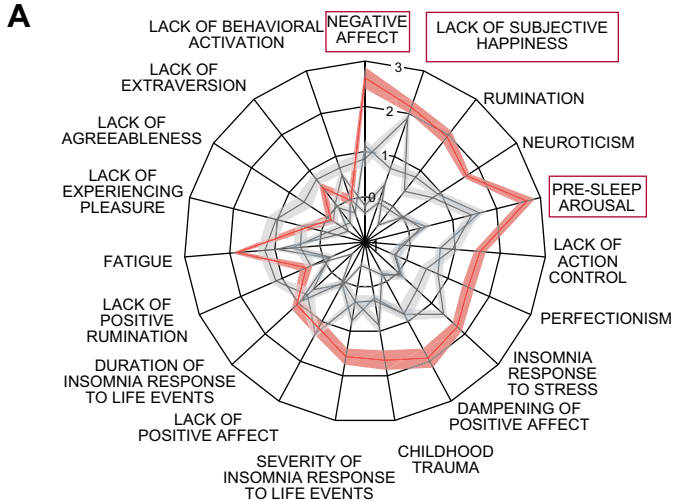 A
NEGATIVE
AFFECT
LACK OF SUBJECTIVE
HAPPINESS
RUMINATION
NEUROTICISM
PRE-SLEEP
AROUSAL
LACK OF
ACTION
CONTROL
PERFECTIONISM
INSOMNIA
RESPONSE
TO STRESS
DAMPENING OF
POSITIVE AFFECT
CHILDHOOD
TRAUMA
SEVERITY OF
INSOMNIA RESPONSE
TO LIFE EVENTS
LACK OF
POSITIVE AFFECT
DURATION OF
INSOMNIA RESPONSE
TO LIFE EVENTS
LACK OF
POSITIVE
RUMINATION
FATIGUE
LACK OF
EXPERIENCING
PLEASURE
LACK OF
AGREEABLENESS
LACK OF
EXTRAVERSION
LACK OF BEHAVIORAL
ACTIVATION
3
2
1
0